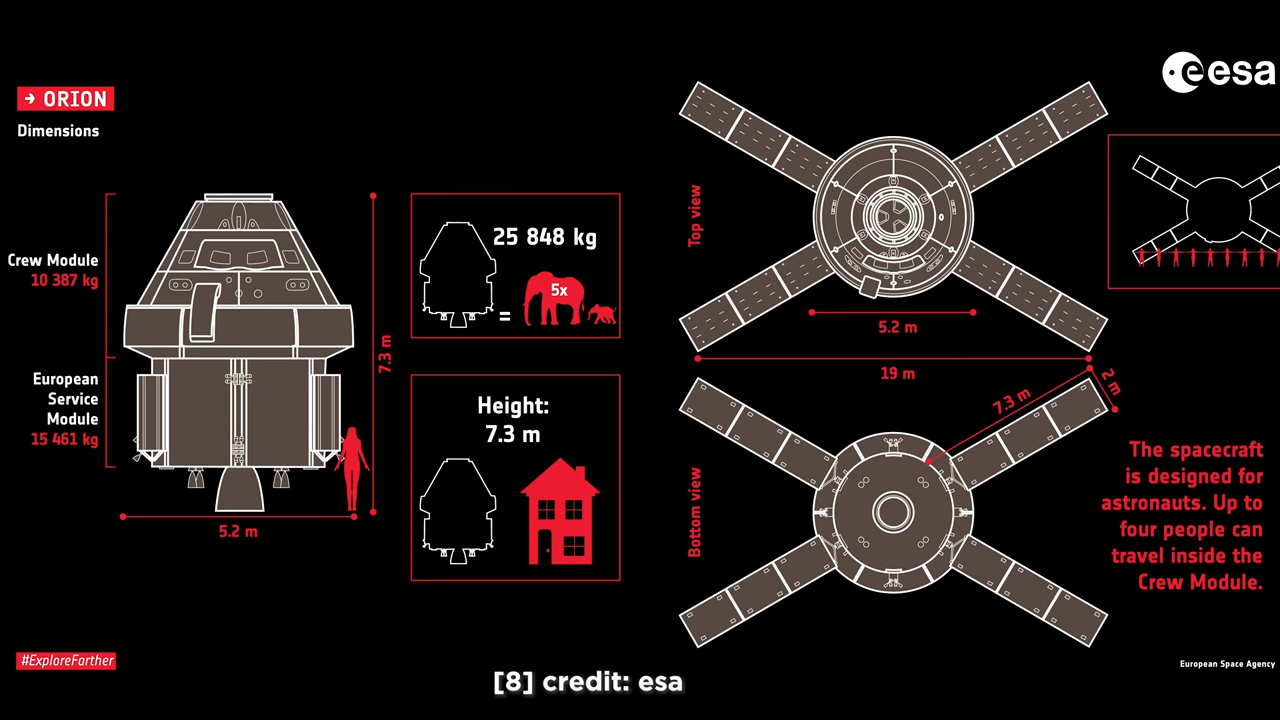 → ORION
Dimensions
Crew Module
10 387 kg
European
Service
Module
15 461 kg
5.2 m
7.3 m
25 848 kg
5x
=
Height:
7.3 m
#ExploreFarther
Top view
5.2 m
19 m
Bottom view
7.3 m
2 m
esa
The spacecraft
is designed for
astronauts. Up to
four people can
travel inside the
Crew Module.
European Space Agency
[8] credit: esa